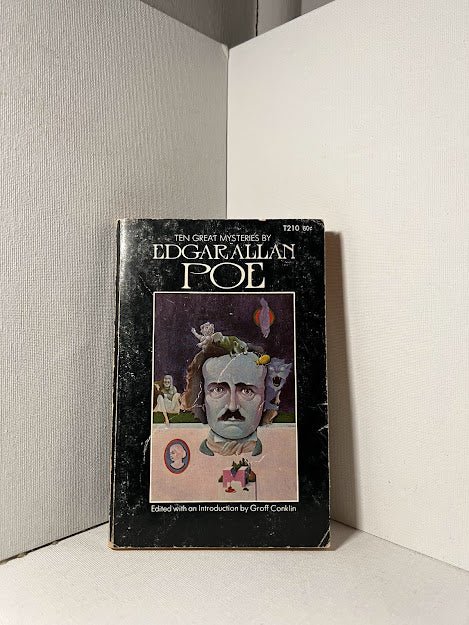 T210 60¢
TEN GREAT MYSTERIES BY
EDGAR ALLAN
POE
Edited with an Introduction by Groff Conklin